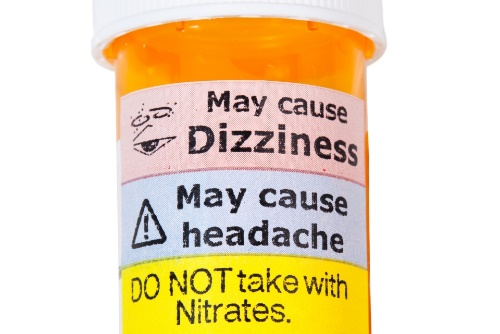 May cause
Dizziness
May cause
headache
DO NOT take with
Nitrates.